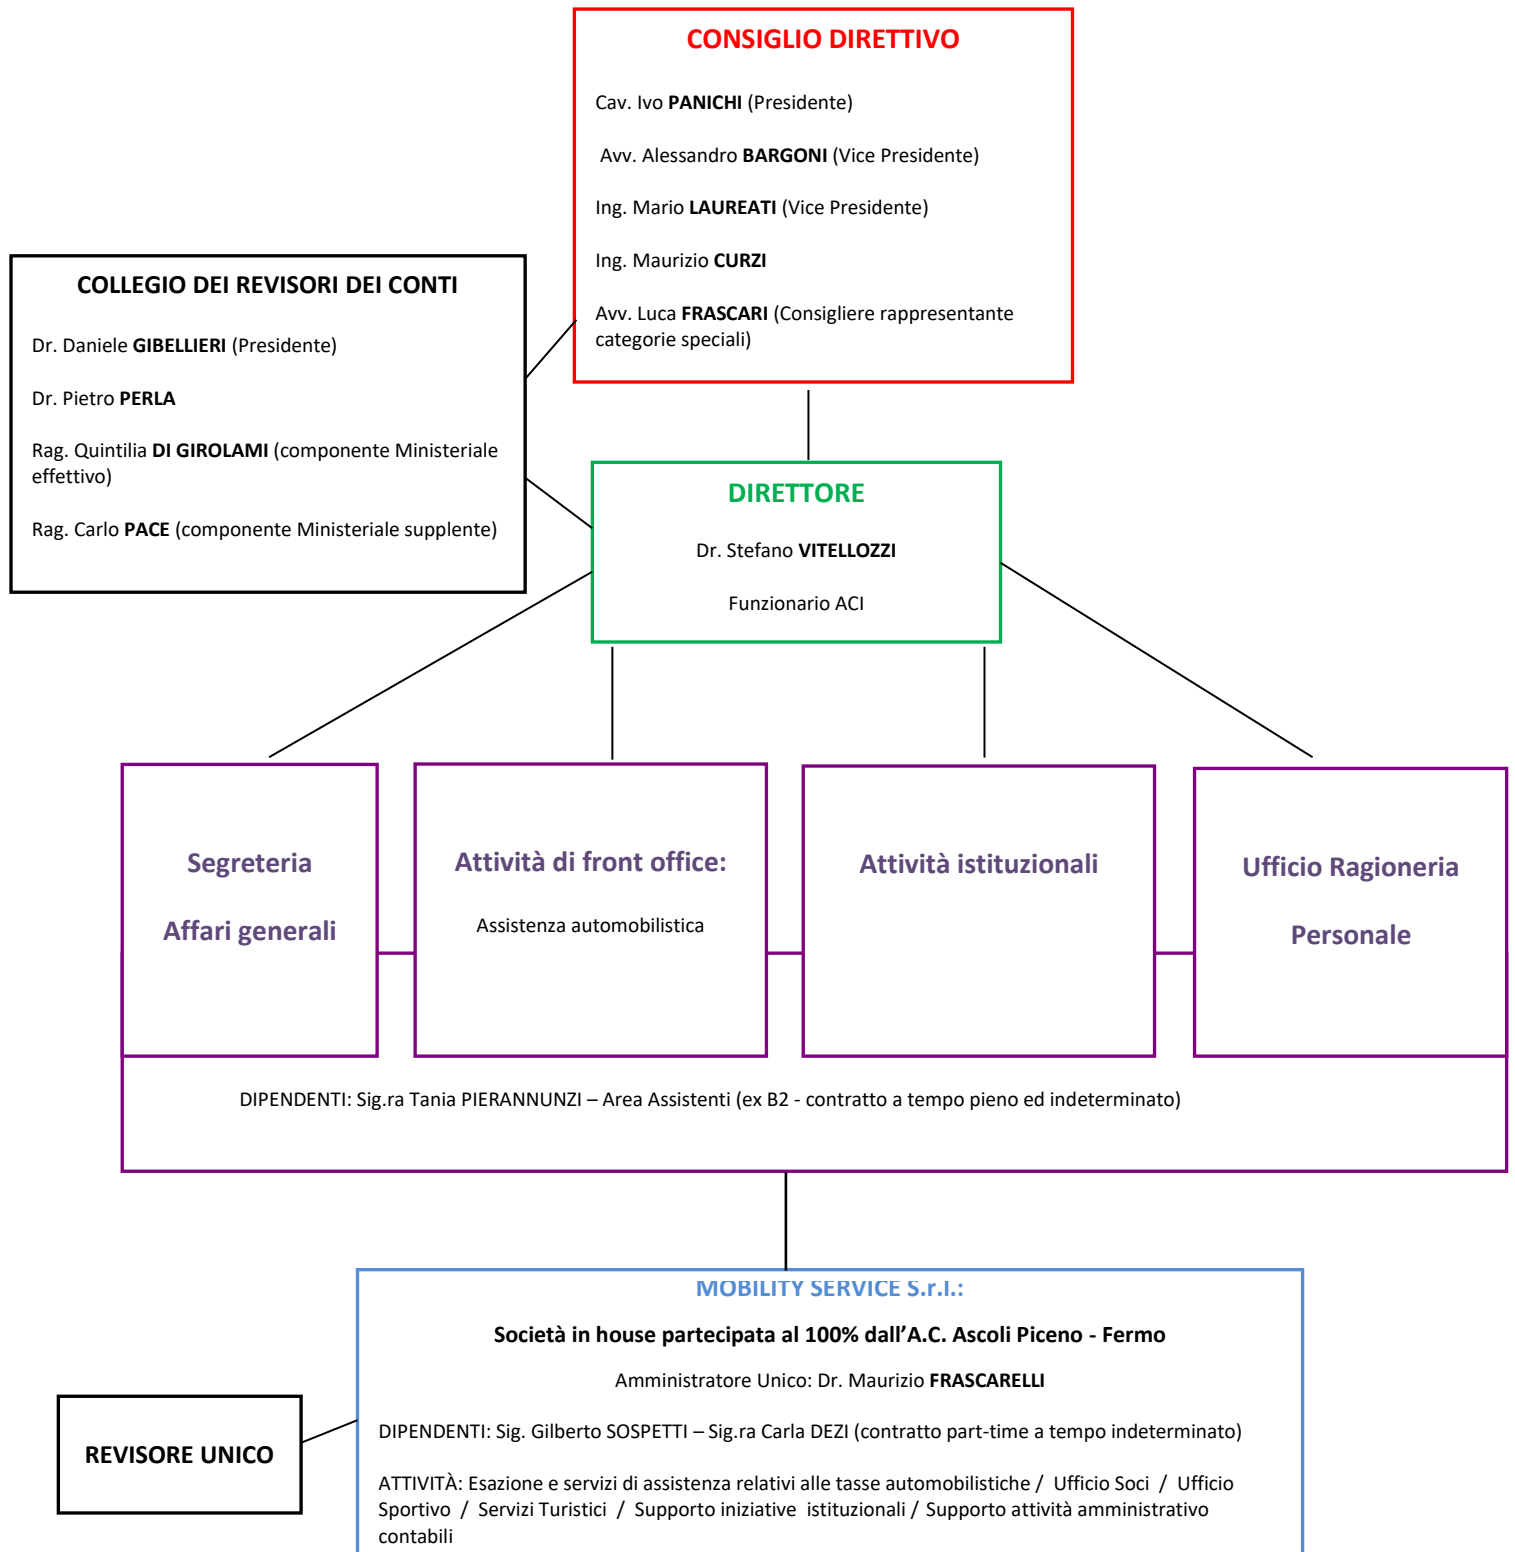 CONSIGLIO DIRETTIVO
Cav. Ivo PANICHI (Presidente)
Avv. Alessandro BARGONI (Vice Presidente)
Ing. Mario LAUREATI (Vice Presidente)
Ing. Maurizio CURZI
Avv. Luca FRASCARI (Consigliere rappresentante
categorie speciali)
COLLEGIO DEI REVISORI DEI CONTI
Dr. Daniele GIBELLIERI (Presidente)
Dr. Pietro PERLA
Rag. Quintilia DI GIROLAMI (componente Ministeriale
effettivo)
Rag. Carlo PACE (componente Ministeriale supplente)
DIRETTORE
Dr. Stefano VITELLOZZI
Funzionario ACI
Segreteria
Affari generali
Attività di front office:
Assistenza automobilistica
Attività istituzionali
Ufficio Ragioneria
Personale
DIPENDENTI: Sig.ra Tania PIERANNUNZI – Area Assistenti (ex B2 - contratto a tempo pieno ed indeterminato)
MOBILITY SERVICE S.r.l.:
Società in house partecipata al 100% dall'A.C. Ascoli Piceno - Fermo
Amministratore Unico: Dr. Maurizio FRASCARELLI
DIPENDENTI: Sig. Gilberto SOSPETTI – Sig.ra Carla DEZI (contratto part-time a tempo indeterminato)
ATTIVITÀ: Esazione e servizi di assistenza relativi alle tasse automobilistiche / Ufficio Soci / Ufficio
Sportivo / Servizi Turistici / Supporto iniziative istituzionali / Supporto attività amministrativo
contabili
REVISORE UNICO